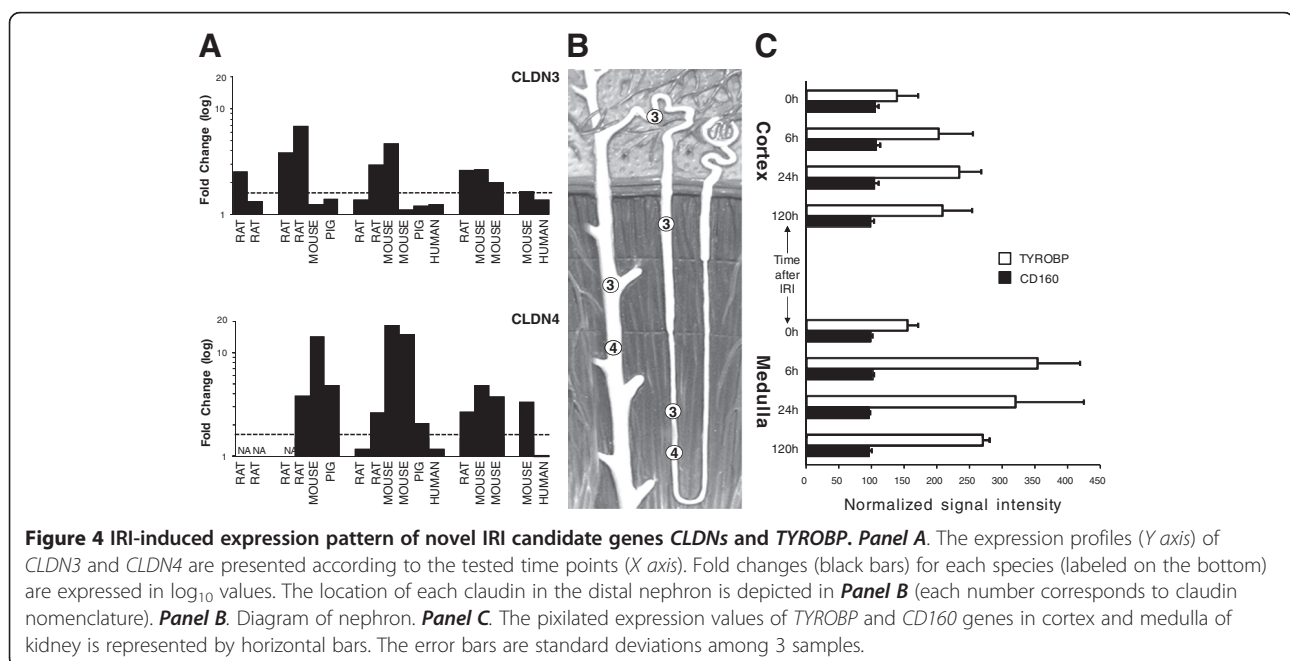 A
CLDN3
Fold Change (log)
20
10
1
RAT
RAT
RAT
RAT
MOUSE
PIG
RAT
RAT
MOUSE
MOUSE
PIG
HUMAN
RAT
MOUSE
MOUSE
MOUSE
HUMAN
CLDN4
Fold Change (log)
20
10
1
NA NA
NA
RAT
RAT
RAT
RAT
MOUSE
PIG
RAT
RAT
MOUSE
MOUSE
PIG
HUMAN
RAT
MOUSE
MOUSE
MOUSE
HUMAN
B
3
3
3
4
3
4
C
Cortex
0h
6h
24h
120h
Time
after
IRI
TYROBP
CD160
Medulla
0h
6h
24h
120h
0 50 100 150 200 250 300 350 400 450
Normalized signal intensity
Figure 4 IRI-induced expression pattern of novel IRI candidate genes CLDNs and TYROBP. Panel A. The expression profiles (Y axis) of
CLDN3 and CLDN4 are presented according to the tested time points (X axis). Fold changes (black bars) for each species (labeled on the bottom)
are expressed in log10 values. The location of each claudin in the distal nephron is depicted in Panel B (each number corresponds to claudin
nomenclature). Panel B. Diagram of nephron. Panel C. The pixilated expression values of TYROBP and CD160 genes in cortex and medulla of
kidney is represented by horizontal bars. The error bars are standard deviations among 3 samples.